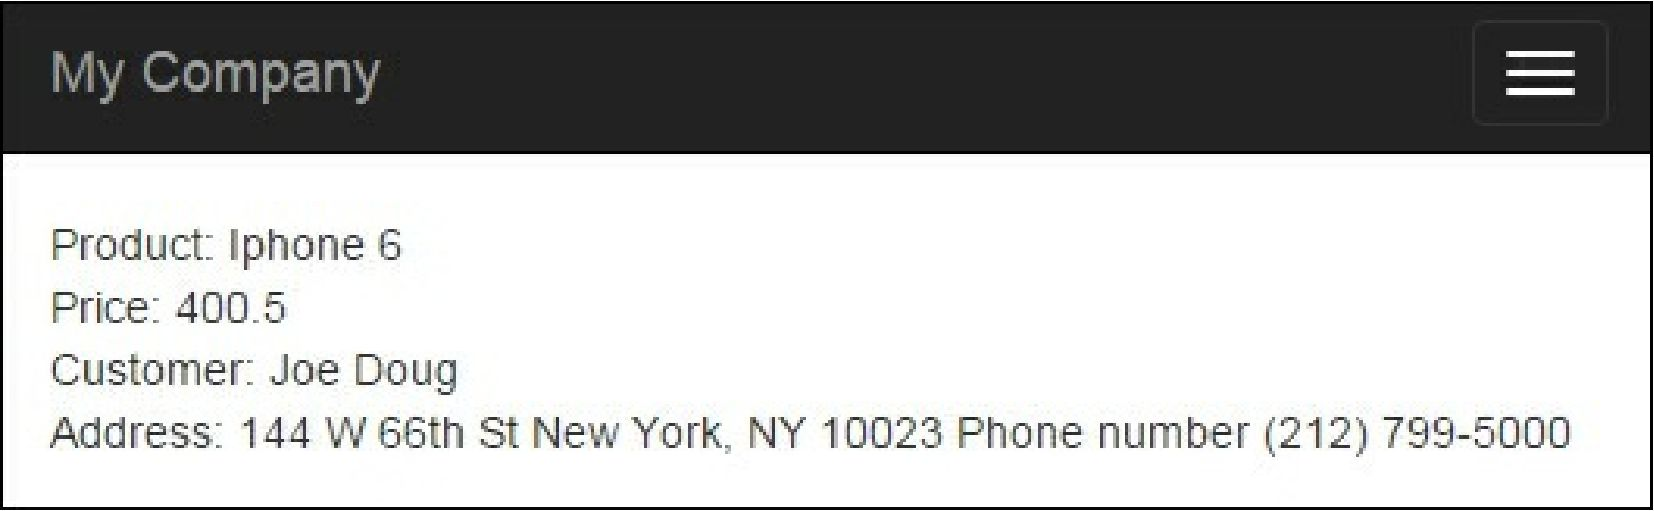 My Company
Product: Iphone 6
Price: 400.5
Customer: Joe Doug
Address: 144 W 66th St New York, NY 10023 Phone number (212) 799-5000